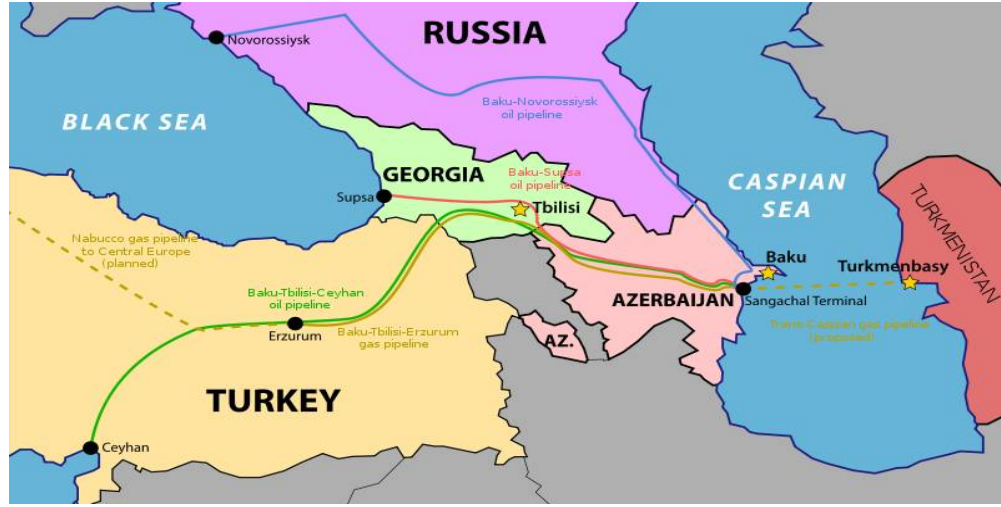 RUSSIA
Novorossiysk
Baku-Novorossiysk
oil pipeline
BLACK SEA
GEORGIA
Baku-Supsa
oil pipeline
CASPIAN
SEA
Supsa
Tbilisi
TURKMENISTAN
Nabucco gas pipeline
to Central Europe
(planned)
Baku
Turkmenbasy
Baku-Tbilisi-Ceyhan
oil pipeline
AZERBAIJAN
Sangachal Terminal
Erzurum
Baku-Tbilisi-Erzurum
gas pipeline
AZ.
Trans-Caspian gas pipeline
(proposed)
TURKEY
Ceyhan